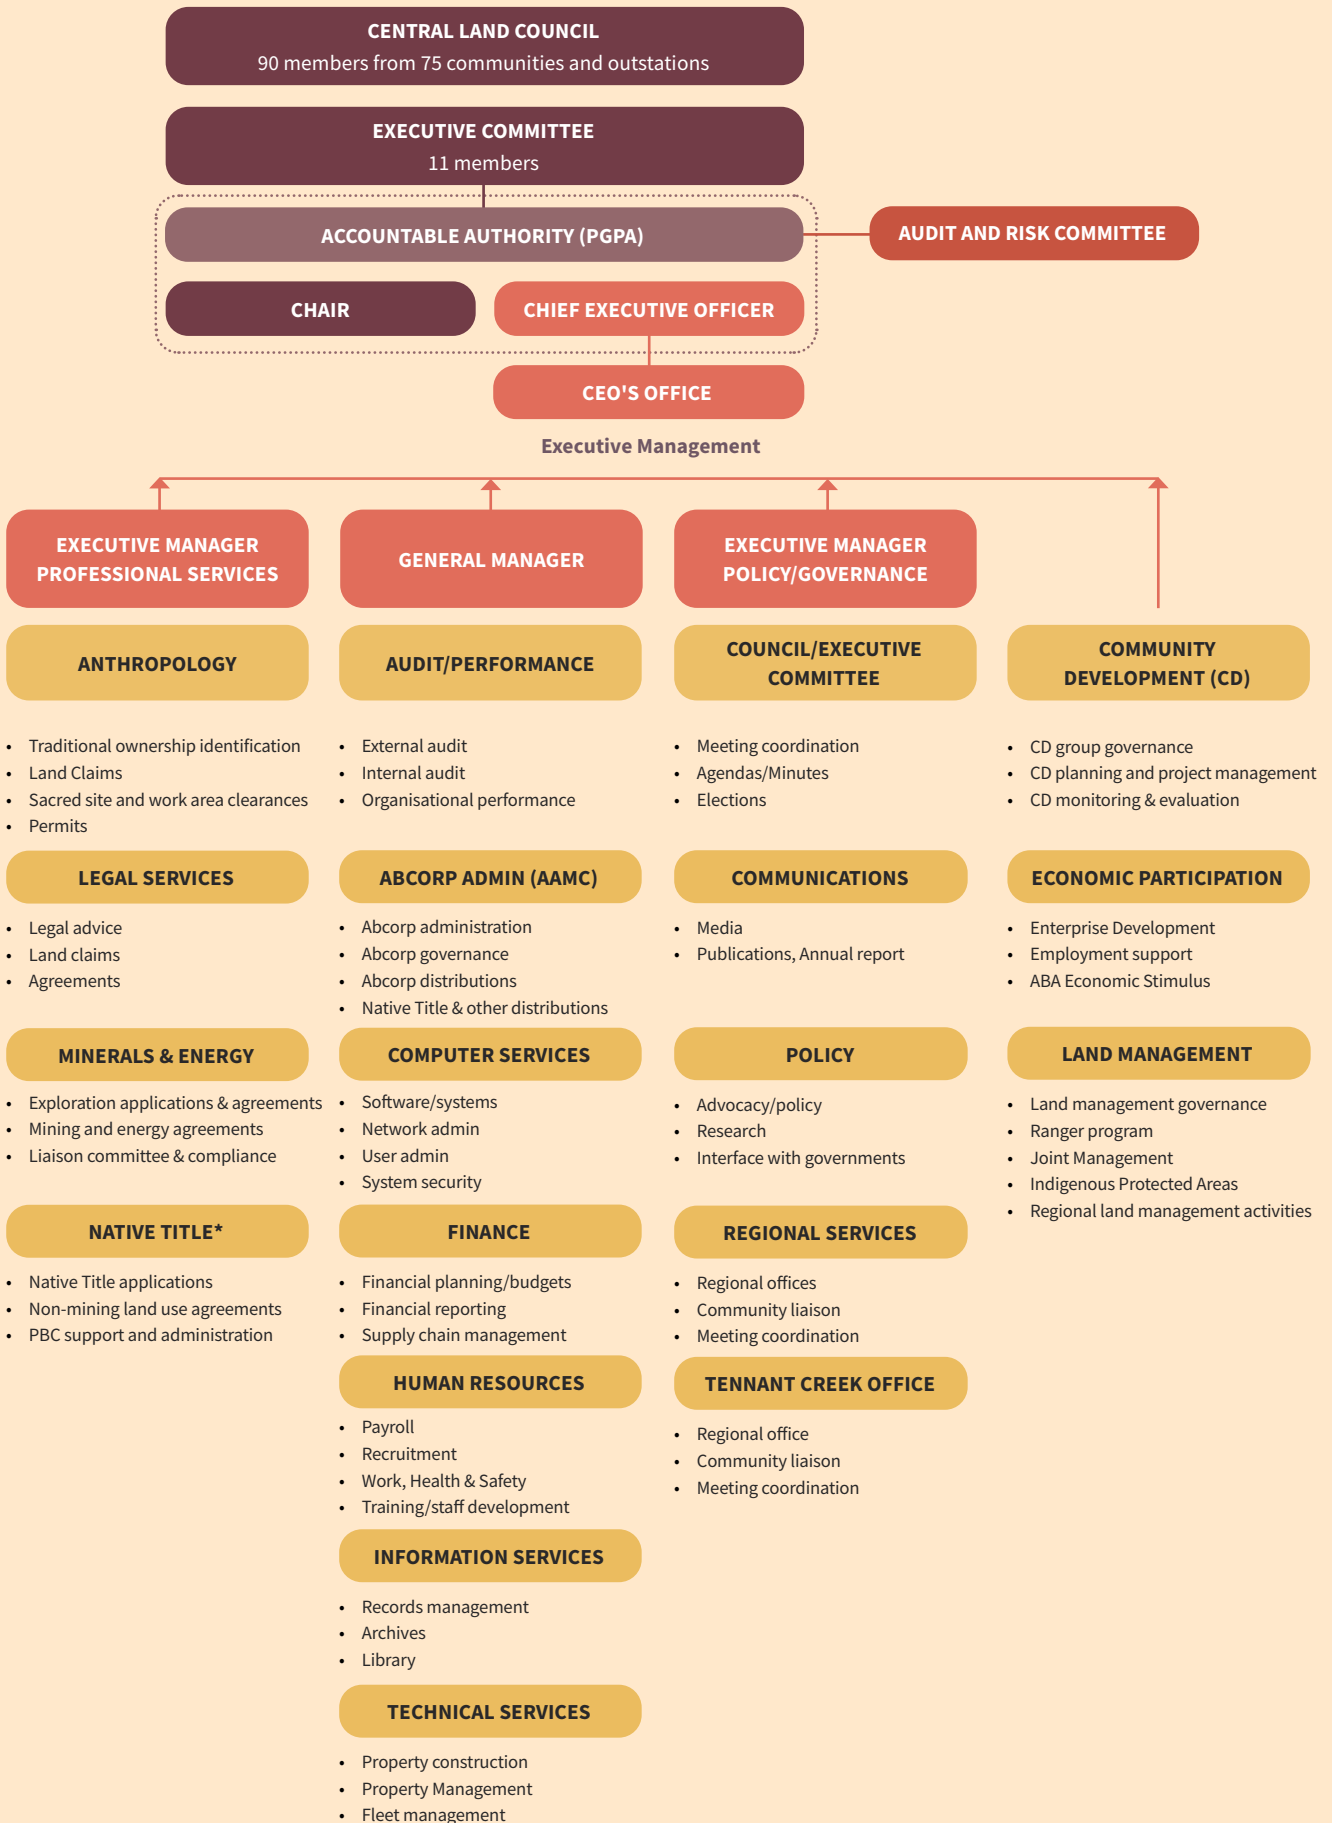 CENTRAL LAND COUNCIL
90 members from 75 communities and outstations
EXECUTIVE COMMITTEE
11 members
ACCOUNTABLE AUTHORITY (PGPA)
AUDIT AND RISK COMMITTEE
CHAIR
CHIEF EXECUTIVE OFFICER
CEO'S OFFICE
Executive Management
EXECUTIVE MANAGER
PROFESSIONAL SERVICES
ANTHROPOLOGY
• Traditional ownership identification
• Land Claims
• Sacred site and work area clearances
• Permits
LEGAL SERVICES
• Legal advice
• Land claims
• Agreements
MINERALS & ENERGY
• Exploration applications & agreements
• Mining and energy agreements
• Liaison committee & compliance
NATIVE TITLE*
• Native Title applications
• Non-mining land use agreements
• PBC support and administration
GENERAL MANAGER
AUDIT/PERFORMANCE
• External audit
• Internal audit
• Organisational performance
ABCORP ADMIN (AAMC)
• Abcorp administration
• Abcorp governance
• Abcorp distributions
• Native Title & other distributions
COMPUTER SERVICES
• Software/systems
• Network admin
• User admin
• System security
FINANCE
• Financial planning/budgets
• Financial reporting
• Supply chain management
HUMAN RESOURCES
• Payroll
• Recruitment
• Work, Health & Safety
• Training/staff development
INFORMATION SERVICES
• Records management
• Archives
• Library
TECHNICAL SERVICES
• Property construction
• Property Management
• Fleet management
EXECUTIVE MANAGER
POLICY/GOVERNANCE
COUNCIL/EXECUTIVE
COMMITTEE
• Meeting coordination
• Agendas/Minutes
• Elections
COMMUNICATIONS
• Media
• Publications, Annual report
POLICY
• Advocacy/policy
• Research
• Interface with governments
REGIONAL SERVICES
• Regional offices
• Community liaison
• Meeting coordination
TENNANT CREEK OFFICE
• Regional office
• Community liaison
• Meeting coordination
COMMUNITY
DEVELOPMENT (CD)
• CD group governance
• CD planning and project management
• CD monitoring & evaluation
ECONOMIC PARTICIPATION
• Enterprise Development
• Employment support
• ABA Economic Stimulus
LAND MANAGEMENT
• Land management governance
• Ranger program
• Joint Management
• Indigenous Protected Areas
• Regional land management activities